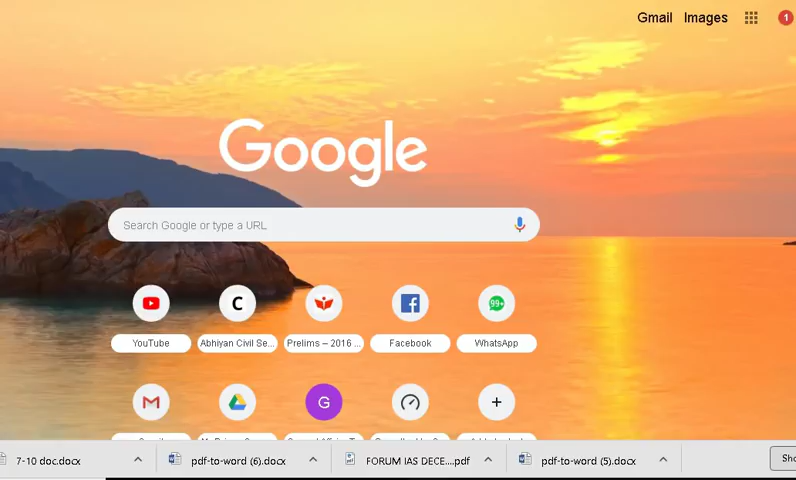 Gmail Images 1
Google
Search Google or type a URL
C 99+
YouTube Abhiyan Civil Se... Prelims – 2016 ... Facebook WhatsApp
G
7-10 doc.docx pdf-to-word (6).docx FORUM IAS DECE....pdf pdf-to-word (5).docx